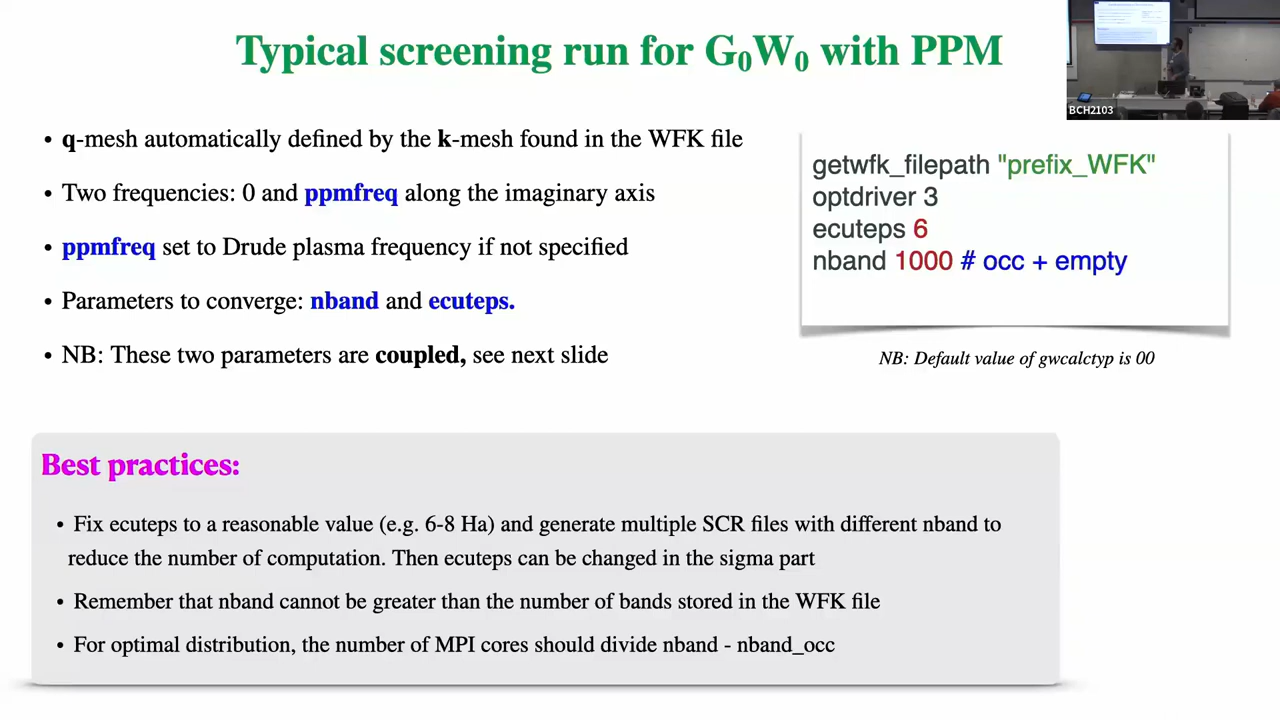 Typical screening run for G₀W₀ with PPM
• q-mesh automatically defined by the k-mesh found in the WFK file
• Two frequencies: 0 and ppmfreq along the imaginary axis
• ppmfreq set to Drude plasma frequency if not specified
• Parameters to converge: nband and ecuteps.
• NB: These two parameters are coupled, see next slide
BCH2103
getwfk_filepath "prefix_WFK"
optdriver 3
ecuteps 6
nband 1000 # occ + empty
NB: Default value of gwcalctyp is 00
Best practices:
• Fix ecuteps to a reasonable value (e.g. 6-8 Ha) and generate multiple SCR files with different nband to
reduce the number of computation. Then ecuteps can be changed in the sigma part
• Remember that nband cannot be greater than the number of bands stored in the WFK file
• For optimal distribution, the number of MPI cores should divide nband - nband_occ